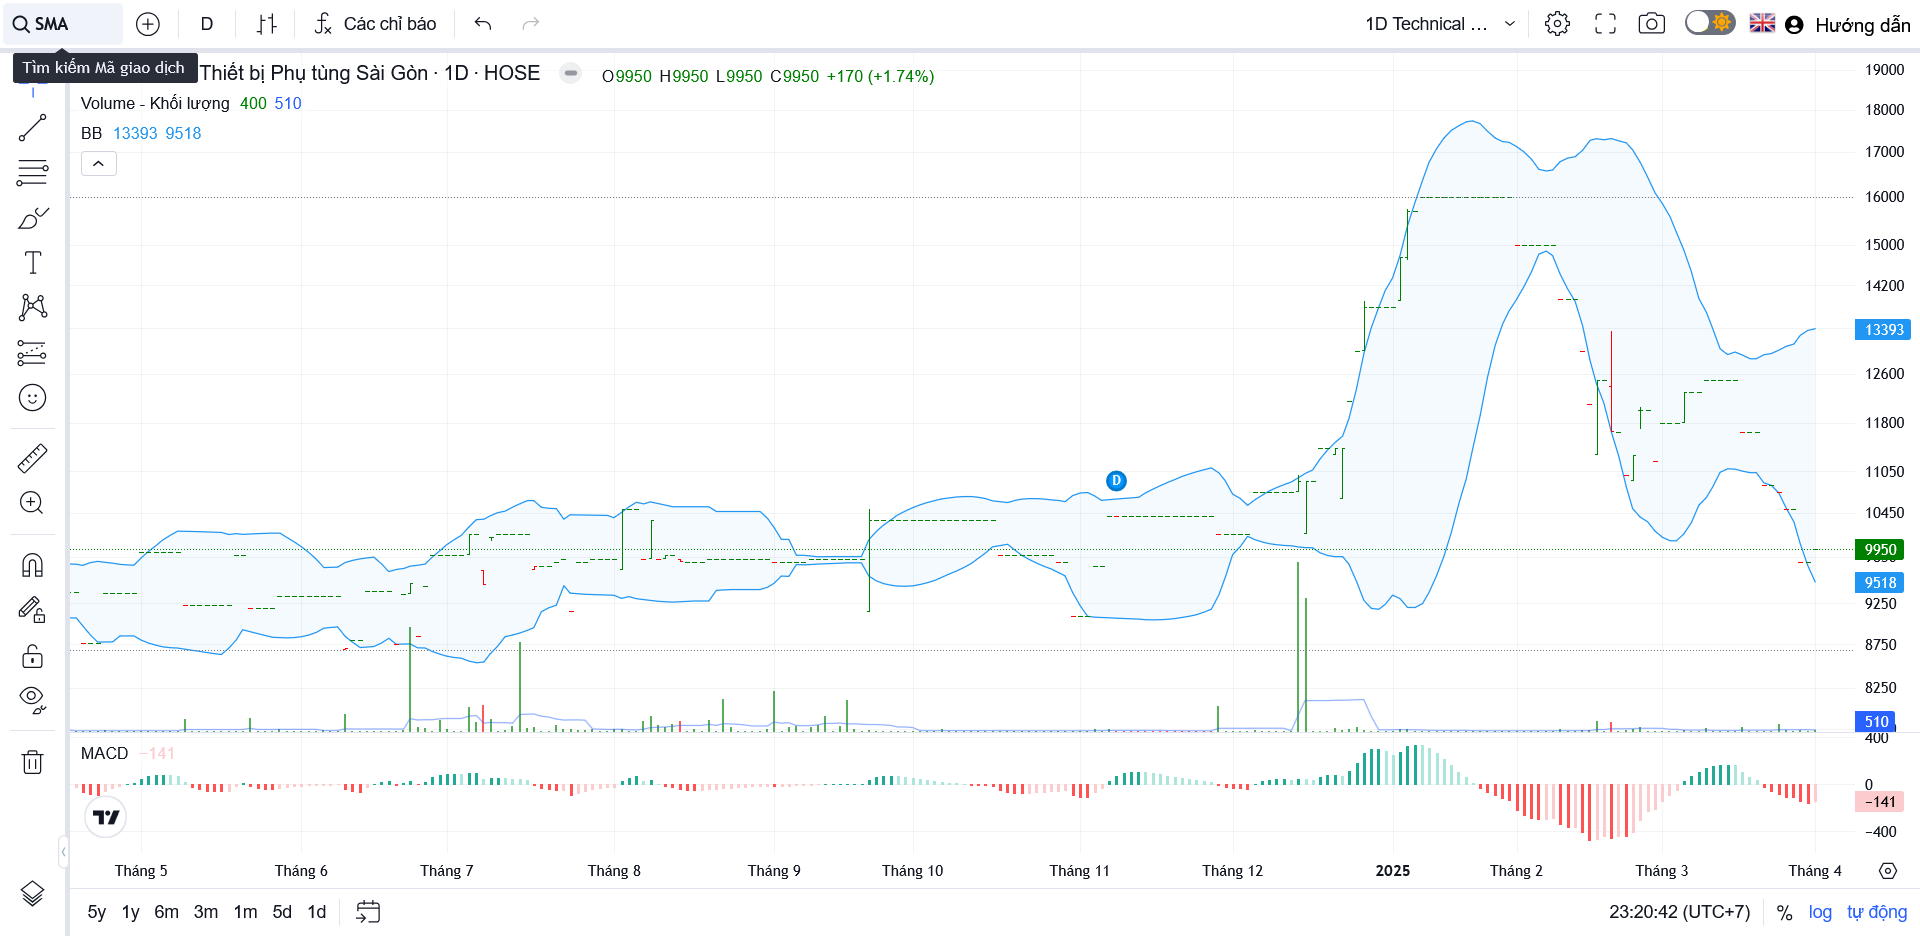 SMA
D
Các chỉ báo
1D Technical ...
Hướng dẫn
Tìm kiếm Mã giao dịch
Thiết bị Phụ tùng Sài Gòn · 1D · HOSE
O9950 H9950 L9950 C9950 +170 (+1.74%)
Volume - Khối lượng 400 510
BB 13393 9518
19000
18000
17000
16000
15000
14200
13393
12600
11800
11050
10450
9950
9518
9250
8750
8250
510
D
MACD −141
400
0
−141
−400
Tháng 5
Tháng 6
Tháng 7
Tháng 8
Tháng 9
Tháng 10
Tháng 11
Tháng 12
2025
Tháng 2
Tháng 3
Tháng 4
5y 1y 6m 3m 1m 5d 1d
23:20:42 (UTC+7) % log tự động